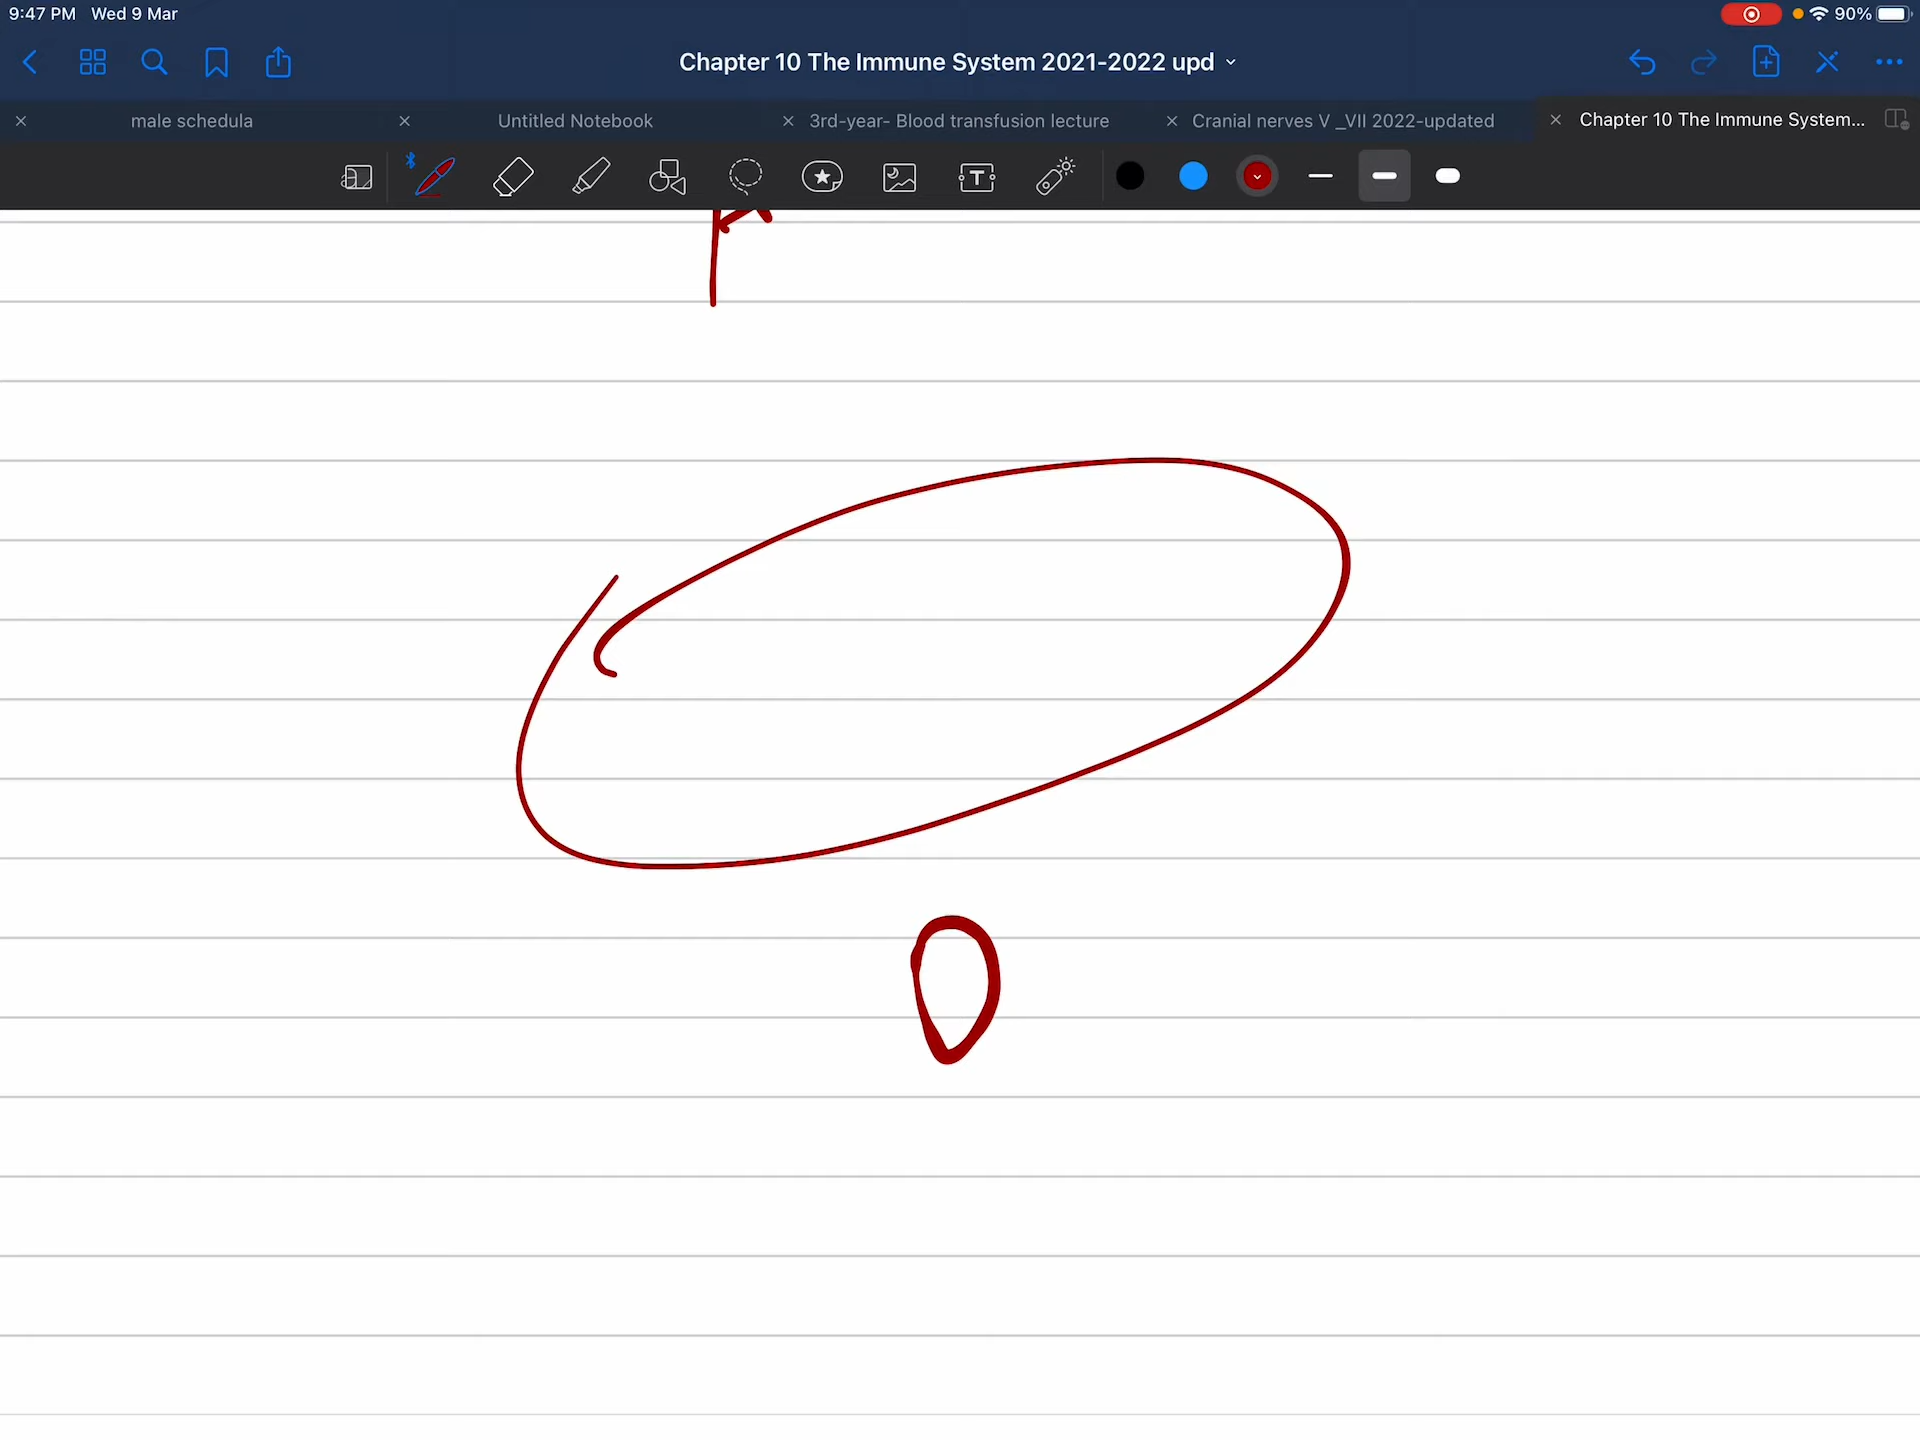 9:47 PM Wed 9 Mar 90%
Chapter 10 The Immune System 2021-2022 upd
male schedula Untitled Notebook 3rd-year- Blood transfusion lecture Cranial nerves V _VII 2022-updated Chapter 10 The Immune System...